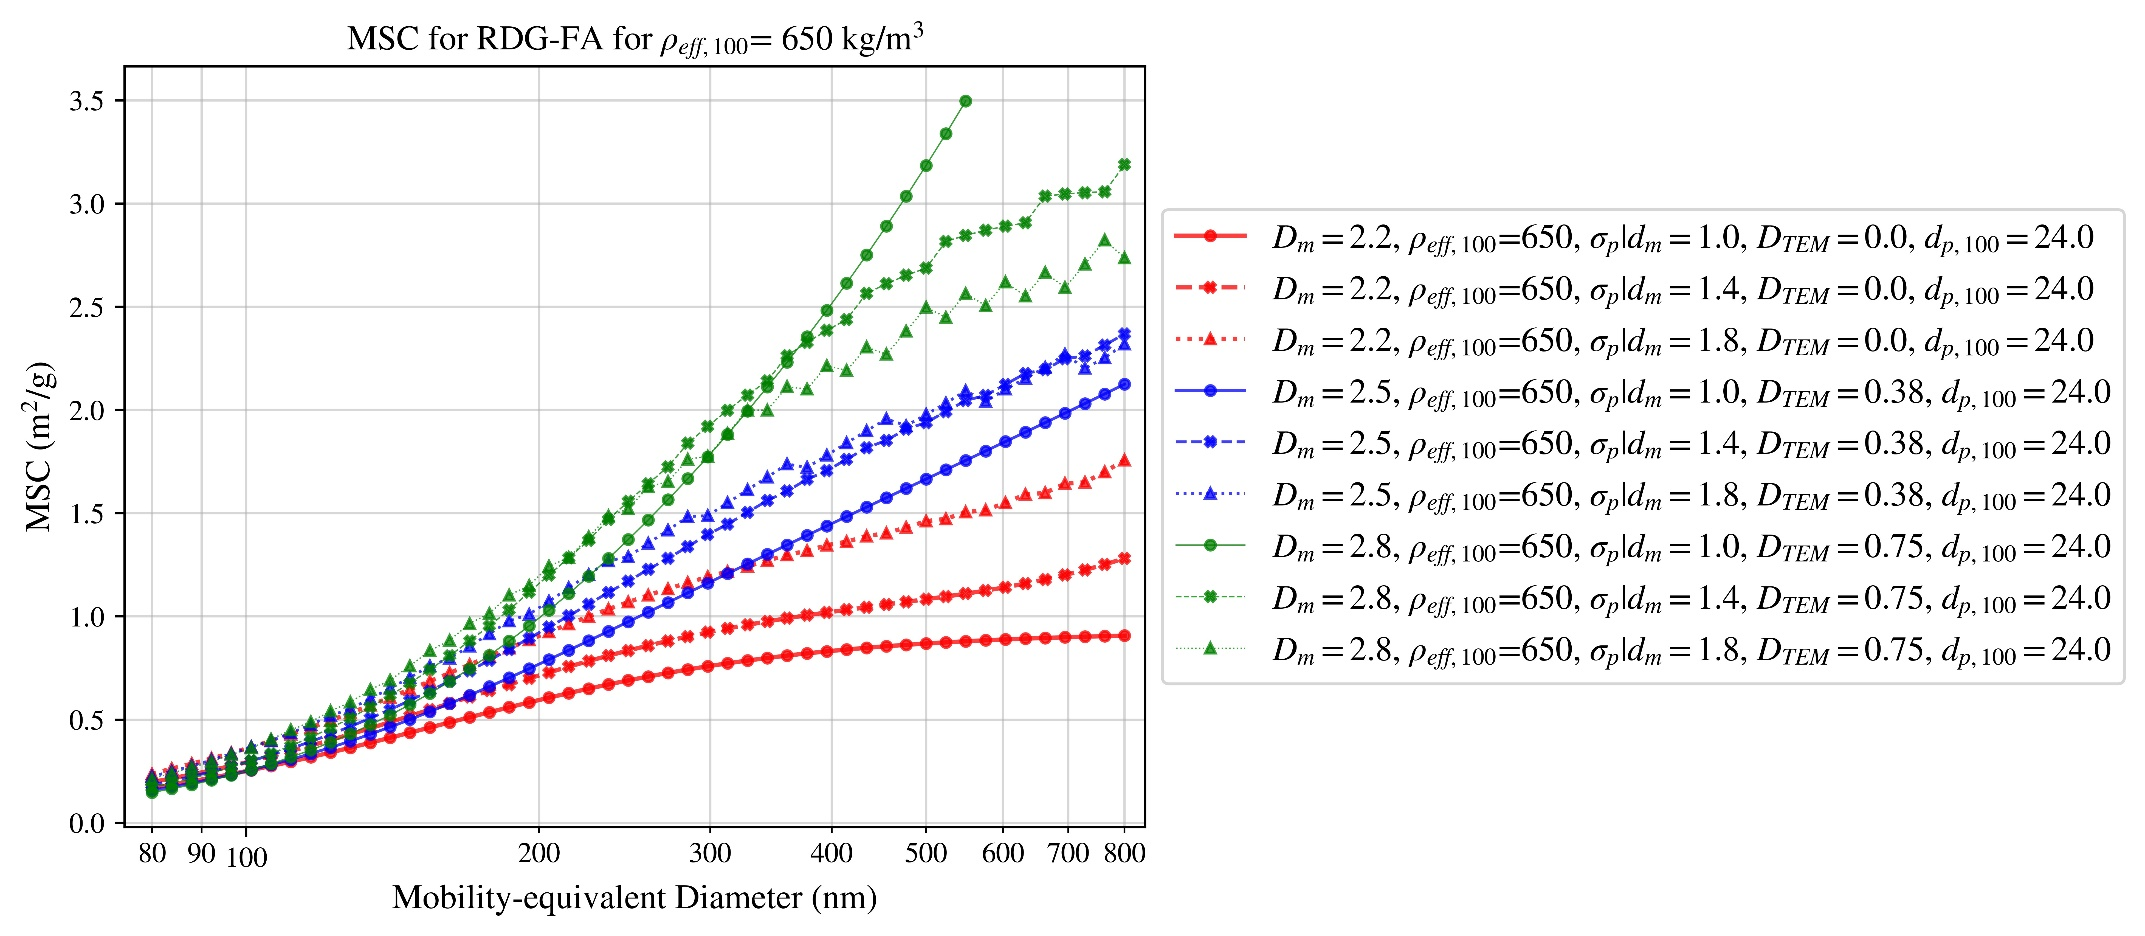 MSC for RDG-FA for ρeff, 100= 650 kg/m³
MSC (m²/g)
3.5
3.0
2.5
2.0
1.5
1.0
0.5
0.0
80 90 100 200 300 400 500 600 700 800
Mobility-equivalent Diameter (nm)
Dm = 2.2, ρeff, 100=650, σp|dm = 1.0, DTEM = 0.0, dp, 100 = 24.0
Dm = 2.2, ρeff, 100=650, σp|dm = 1.4, DTEM = 0.0, dp, 100 = 24.0
Dm = 2.2, ρeff, 100=650, σp|dm = 1.8, DTEM = 0.0, dp, 100 = 24.0
Dm = 2.5, ρeff, 100=650, σp|dm = 1.0, DTEM = 0.38, dp, 100 = 24.0
Dm = 2.5, ρeff, 100=650, σp|dm = 1.4, DTEM = 0.38, dp, 100 = 24.0
Dm = 2.5, ρeff, 100=650, σp|dm = 1.8, DTEM = 0.38, dp, 100 = 24.0
Dm = 2.8, ρeff, 100=650, σp|dm = 1.0, DTEM = 0.75, dp, 100 = 24.0
Dm = 2.8, ρeff, 100=650, σp|dm = 1.4, DTEM = 0.75, dp, 100 = 24.0
Dm = 2.8, ρeff, 100=650, σp|dm = 1.8, DTEM = 0.75, dp, 100 = 24.0